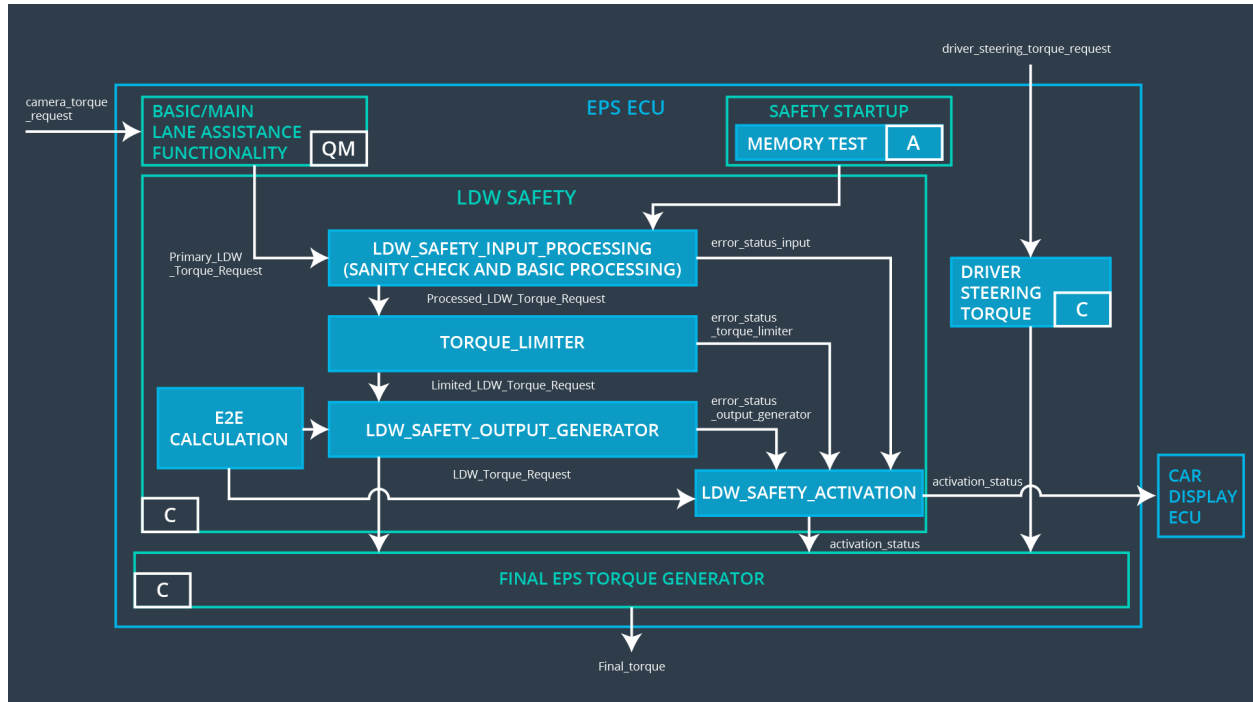 driver_steering_torque_request
camera_torque
_request
EPS ECU
BASIC/MAIN
LANE ASSISTANCE
FUNCTIONALITY
QM
SAFETY STARTUP
MEMORY TEST
A
LDW SAFETY
Primary_LDW
_Torque_Request
LDW_SAFETY_INPUT_PROCESSING
(SANITY CHECK AND BASIC PROCESSING)
error_status_input
DRIVER
STEERING
TORQUE
C
Processed_LDW_Torque_Request
TORQUE_LIMITER
error_status
_torque_limiter
Limited_LDW_Torque_Request
E2E
CALCULATION
LDW_SAFETY_OUTPUT_GENERATOR
error_status
_output_generator
LDW_Torque_Request
LDW_SAFETY_ACTIVATION
activation_status
CAR
DISPLAY
ECU
C
activation_status
FINAL EPS TORQUE GENERATOR
C
Final_torque